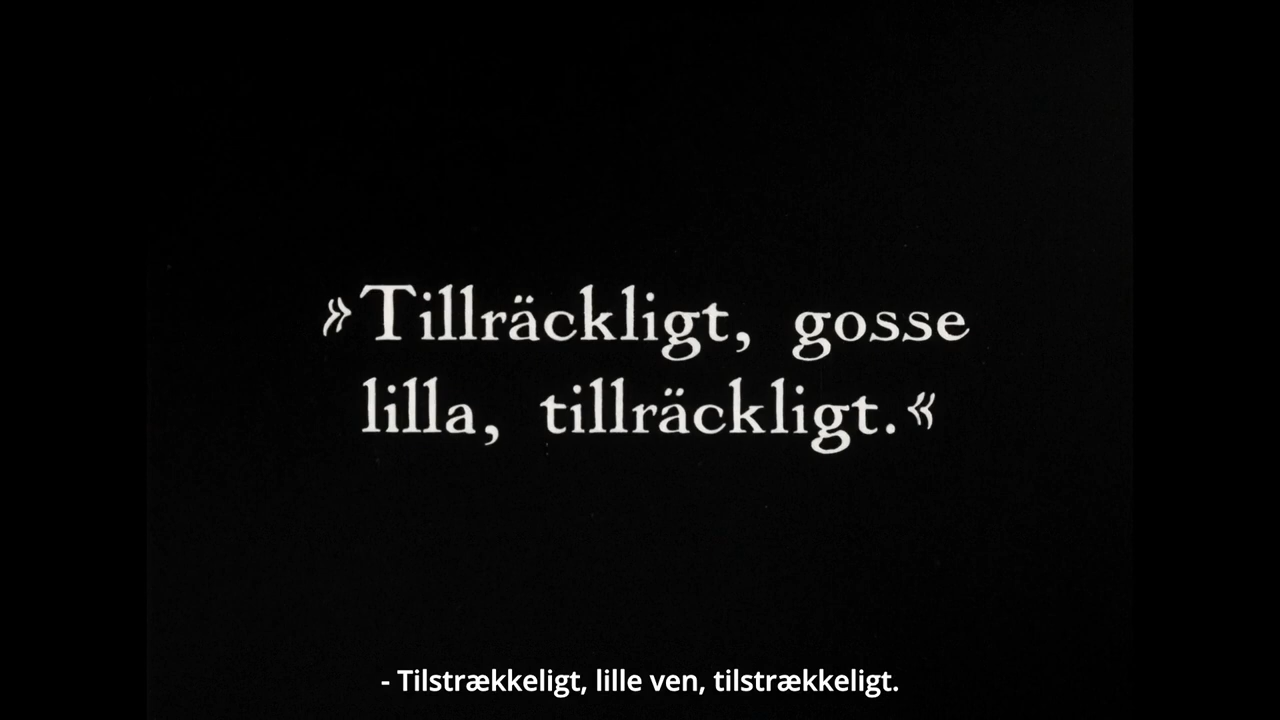 »Tillräckligt, gosse
lilla, tillräckligt.«
- Tilstrækkeligt, lille ven, tilstrækkeligt.